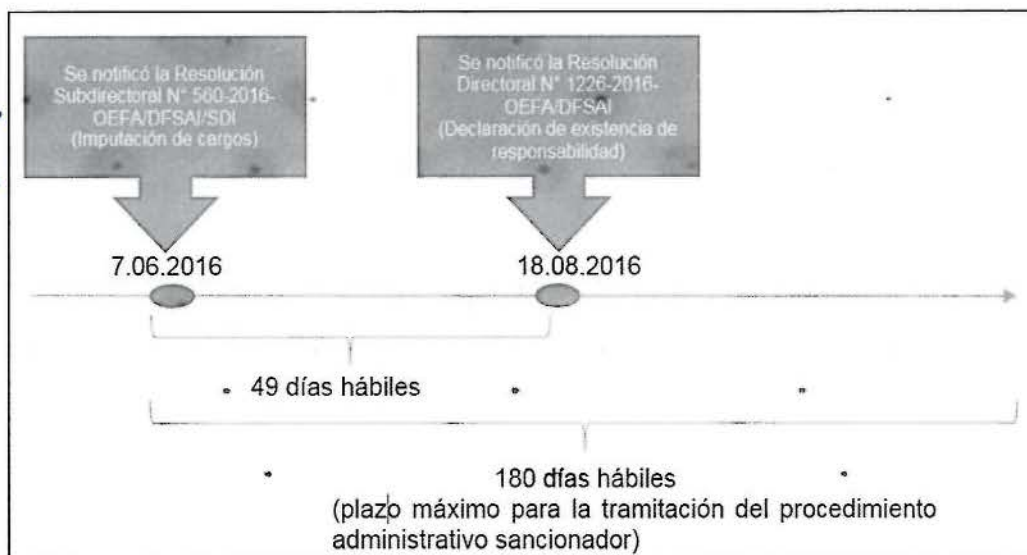 Se notificó la Resolución
Subdirectoral N° 560-2016-
OEFA/DFSAI/SDI
(Imputación de cargos)
Se notificó la Resolución
Directoral N° 1226-2016-
OEFA/DFSAI
(Declaración de existencia de
responsabilidad)
7.06.2016
18.08.2016
49 días hábiles
180 días hábiles
(plazo máximo para la tramitación del procedimiento
administrativo sancionador)